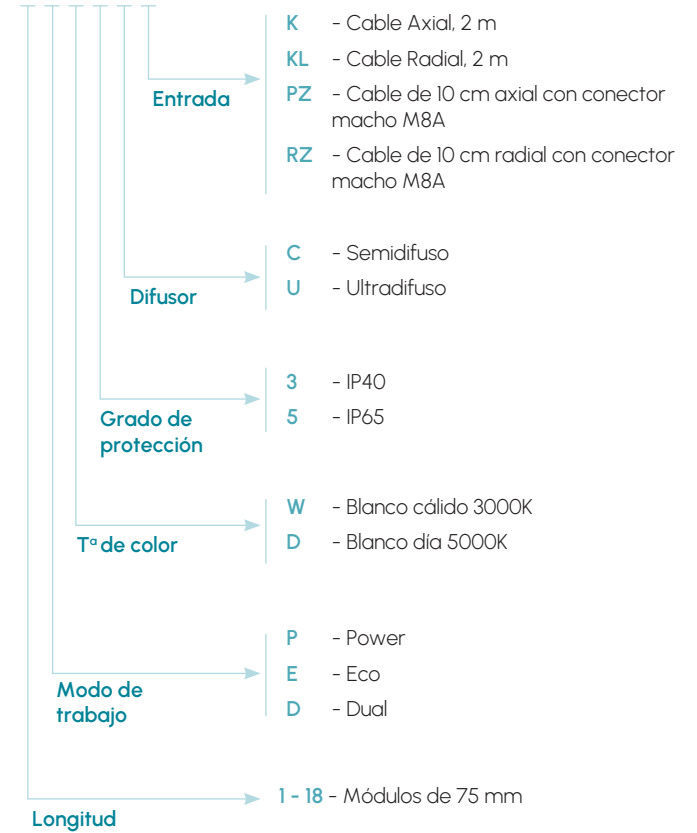 K - Cable Axial, 2 m
KL - Cable Radial, 2 m
Entrada
PZ - Cable de 10 cm axial con conector
macho M8A
RZ - Cable de 10 cm radial con conector
macho M8A
C - Semidifuso
Difusor
U - Ultradifuso
3 - IP40
Grado de
protección
5 - IP65
W - Blanco cálido 3000K
Tª de color
D - Blanco día 5000K
P - Power
E - Eco
Modo de
trabajo
D - Dual
1 - 18 - Módulos de 75 mm
Longitud